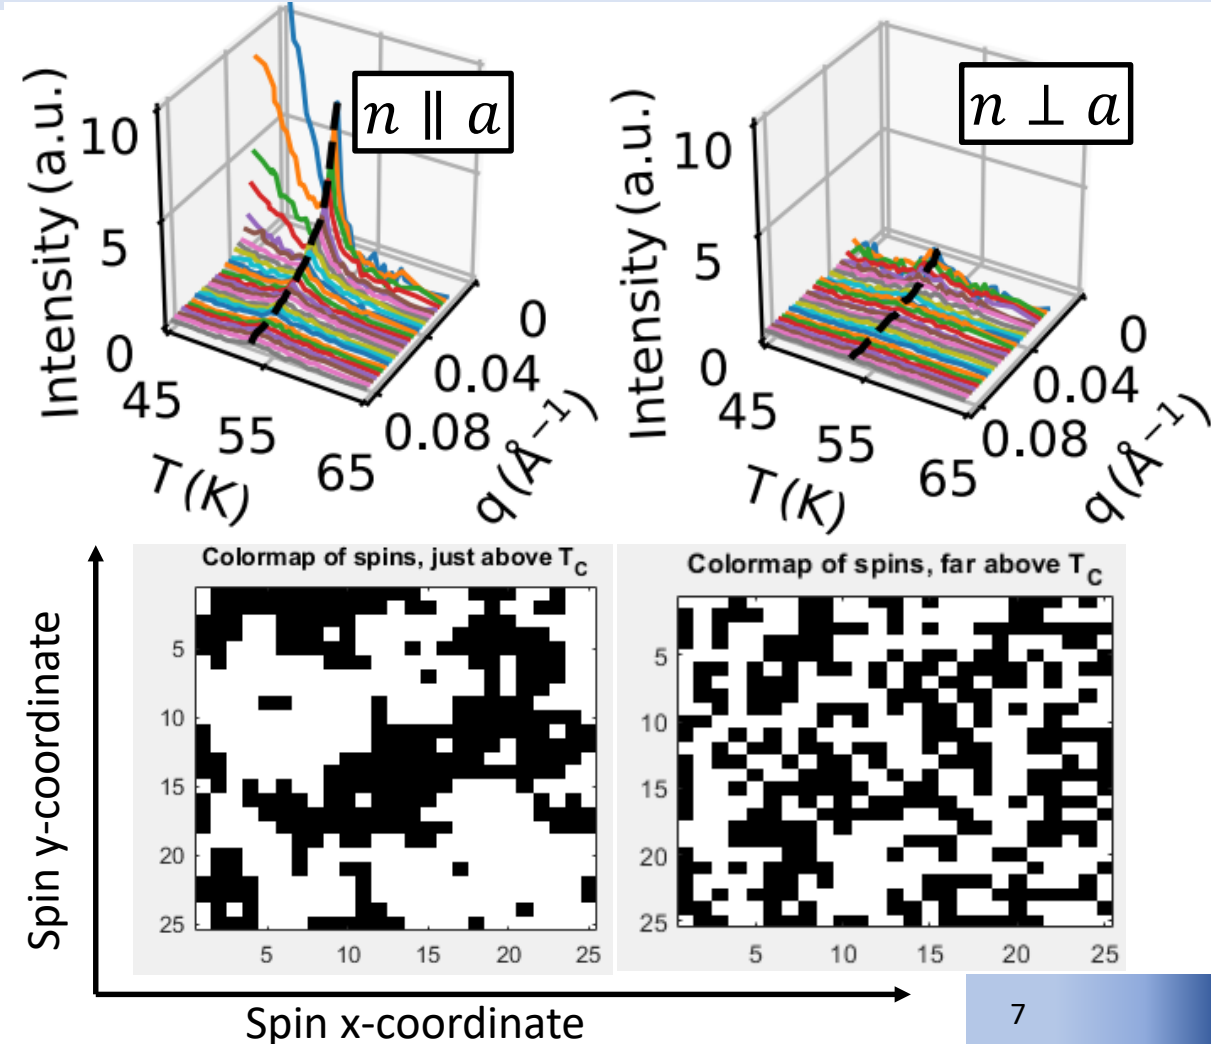 n ∥ a
Intensity (a.u.)
10
5
0
45
55
65
T (K)
0
0.04
0.08
q (Å⁻¹)
n ⊥ a
Intensity (a.u.)
10
5
0
45
55
65
T (K)
0
0.04
0.08
q (Å⁻¹)
Colormap of spins, just above T_C
5
10
15
20
25
5 10 15 20 25
Colormap of spins, far above T_C
5
10
15
20
25
5 10 15 20 25
Spin y-coordinate
Spin x-coordinate
7